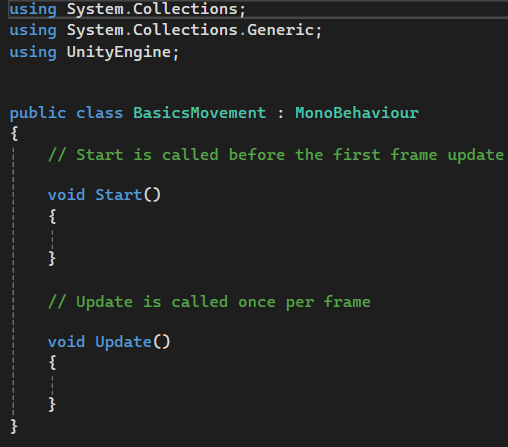 using System.Collections;
using System.Collections.Generic;
using UnityEngine;
public class BasicsMovement : MonoBehaviour
{
// Start is called before the first frame update
void Start()
{
}
// Update is called once per frame
void Update()
{
}
}